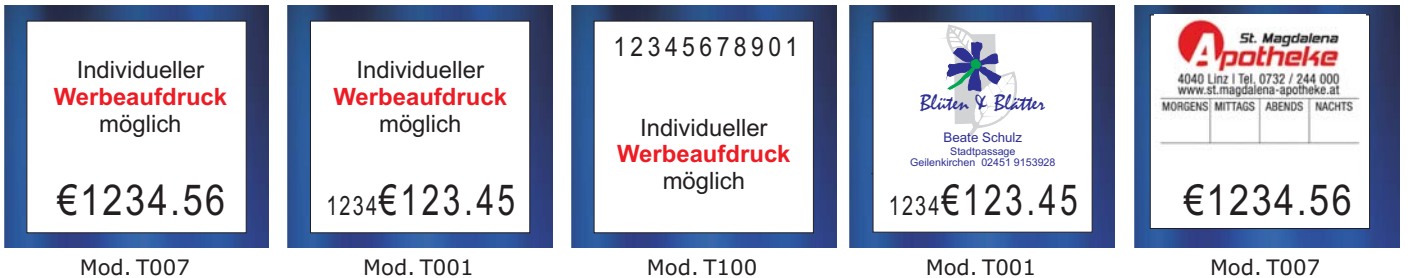 Individueller
Werbeaufdruck
möglich
€1234.56
Mod. T007
Individueller
Werbeaufdruck
möglich
1234€123.45
Mod. T001
12345678901
Individueller
Werbeaufdruck
möglich
Mod. T100
Blüten & Blätter
Beate Schulz
Stadtpassage
Geilenkirchen 02451 9153928
1234€123.45
Mod. T001
St. Magdalena
Apotheke
4040 Linz I Tel. 0732 / 244 000
www.st.magdalena-apotheke.at
MORGENS MITTAGS ABENDS NACHTS
€1234.56
Mod. T007